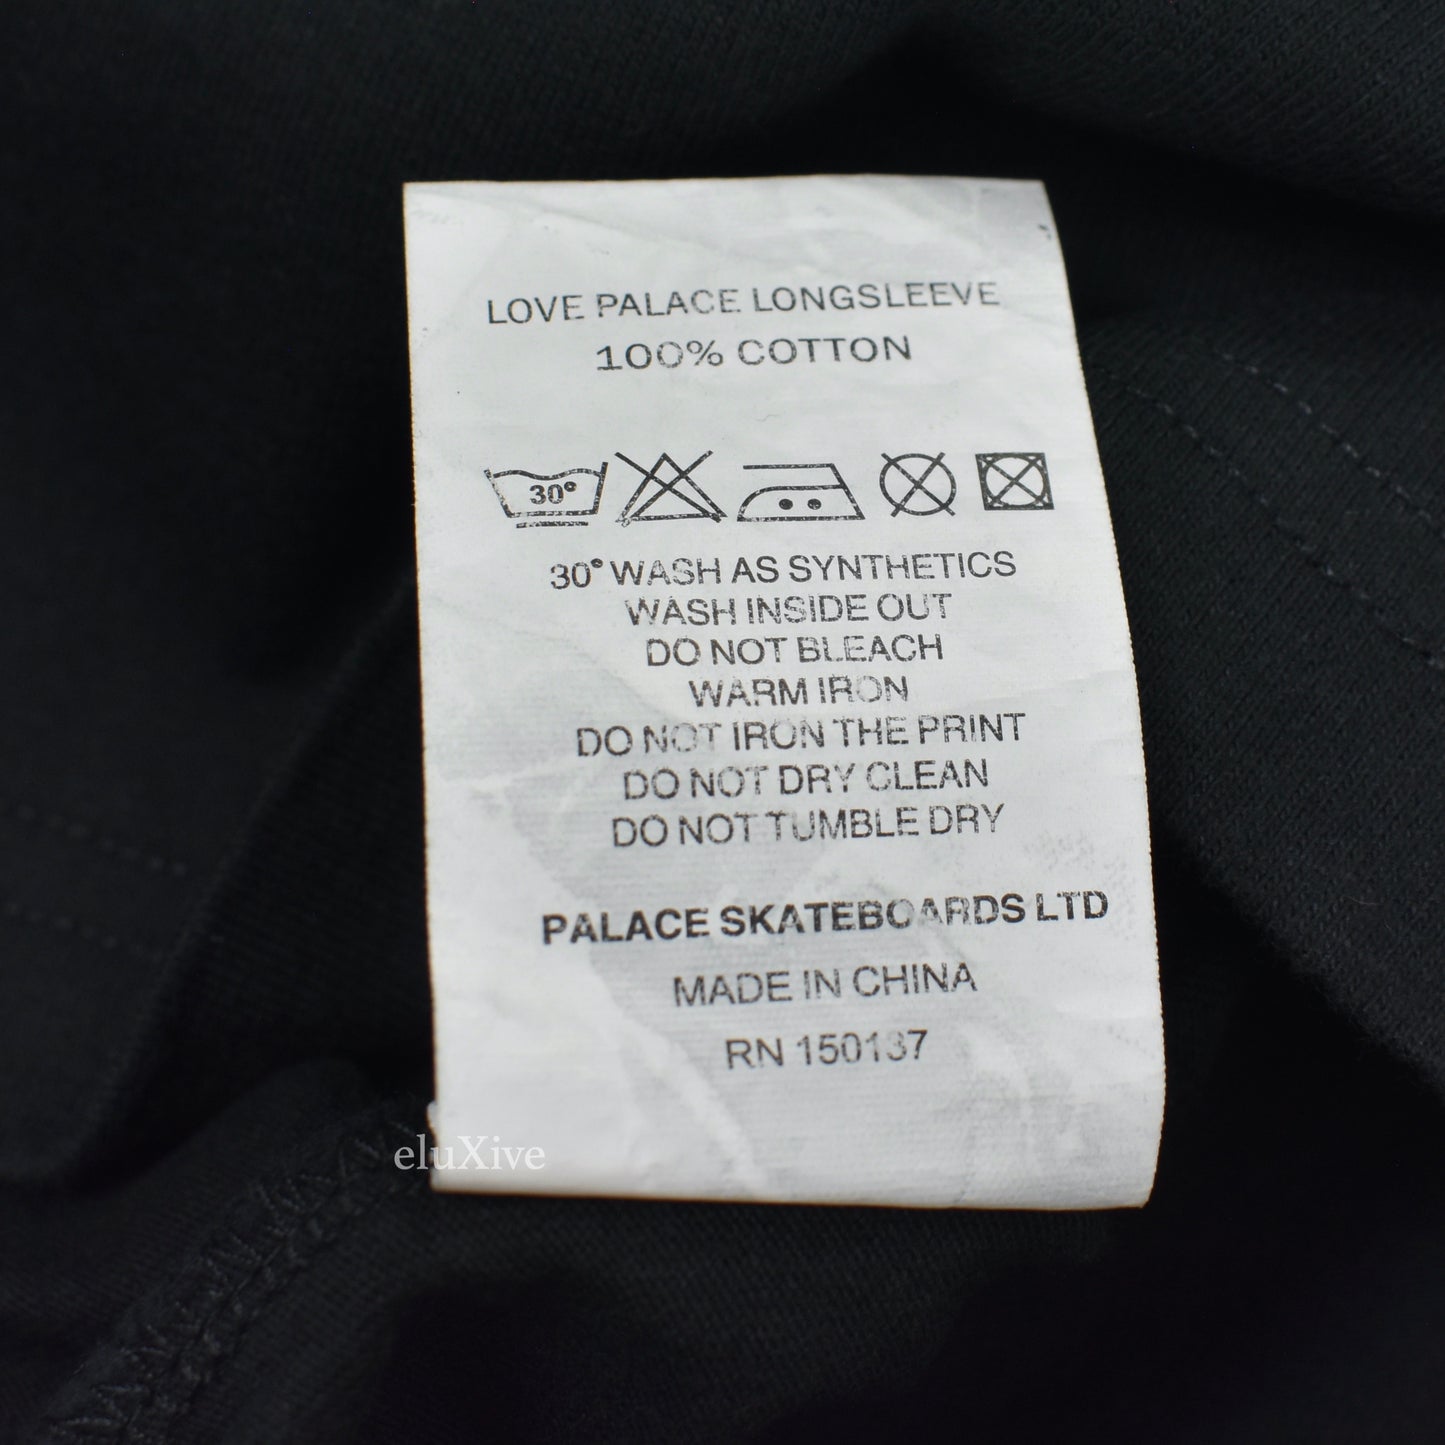 LOVE PALACE LONGSLEEVE
100% COTTON
30°
30° WASH AS SYNTHETICS
WASH INSIDE OUT
DO NOT BLEACH
WARM IRON
DO NOT IRON THE PRINT
DO NOT DRY CLEAN
DO NOT TUMBLE DRY
PALACE SKATEBOARDS LTD
MADE IN CHINA
RN 150137
eluXive